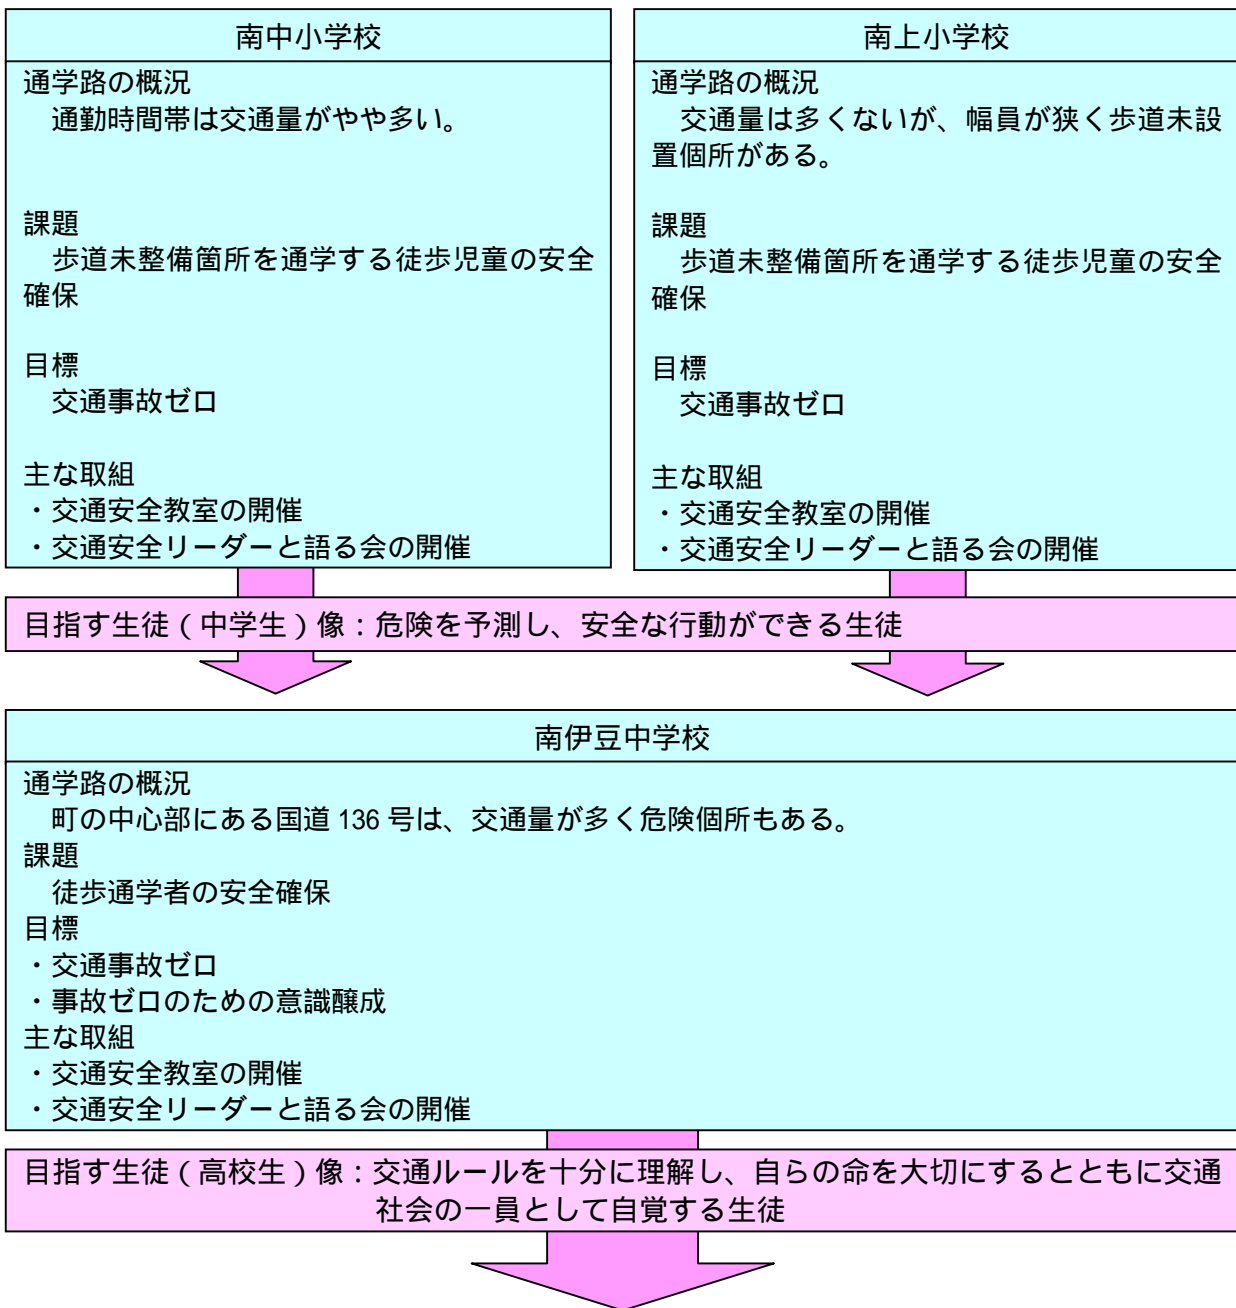 南中小学校
通学路の概況
通勤時間帯は交通量がやや多い。
課題
歩道未整備箇所を通学する徒歩児童の安全
確保
目標
交通事故ゼロ
主な取組
・交通安全教室の開催
・交通安全リーダーと語る会の開催
南上小学校
通学路の概況
交通量は多くないが、幅員が狭く歩道未設
置個所がある。
課題
歩道未整備箇所を通学する徒歩児童の安全
確保
目標
交通事故ゼロ
主な取組
・交通安全教室の開催
・交通安全リーダーと語る会の開催
目指す生徒（中学生）像：危険を予測し、安全な行動ができる生徒
南伊豆中学校
通学路の概況
町の中心部にある国道 136 号は、交通量が多く危険個所もある。
課題
徒歩通学者の安全確保
目標
・交通事故ゼロ
・事故ゼロのための意識醸成
主な取組
・交通安全教室の開催
・交通安全リーダーと語る会の開催
目指す生徒（高校生）像：交通ルールを十分に理解し、自らの命を大切にするとともに交通
社会の一員として自覚する生徒